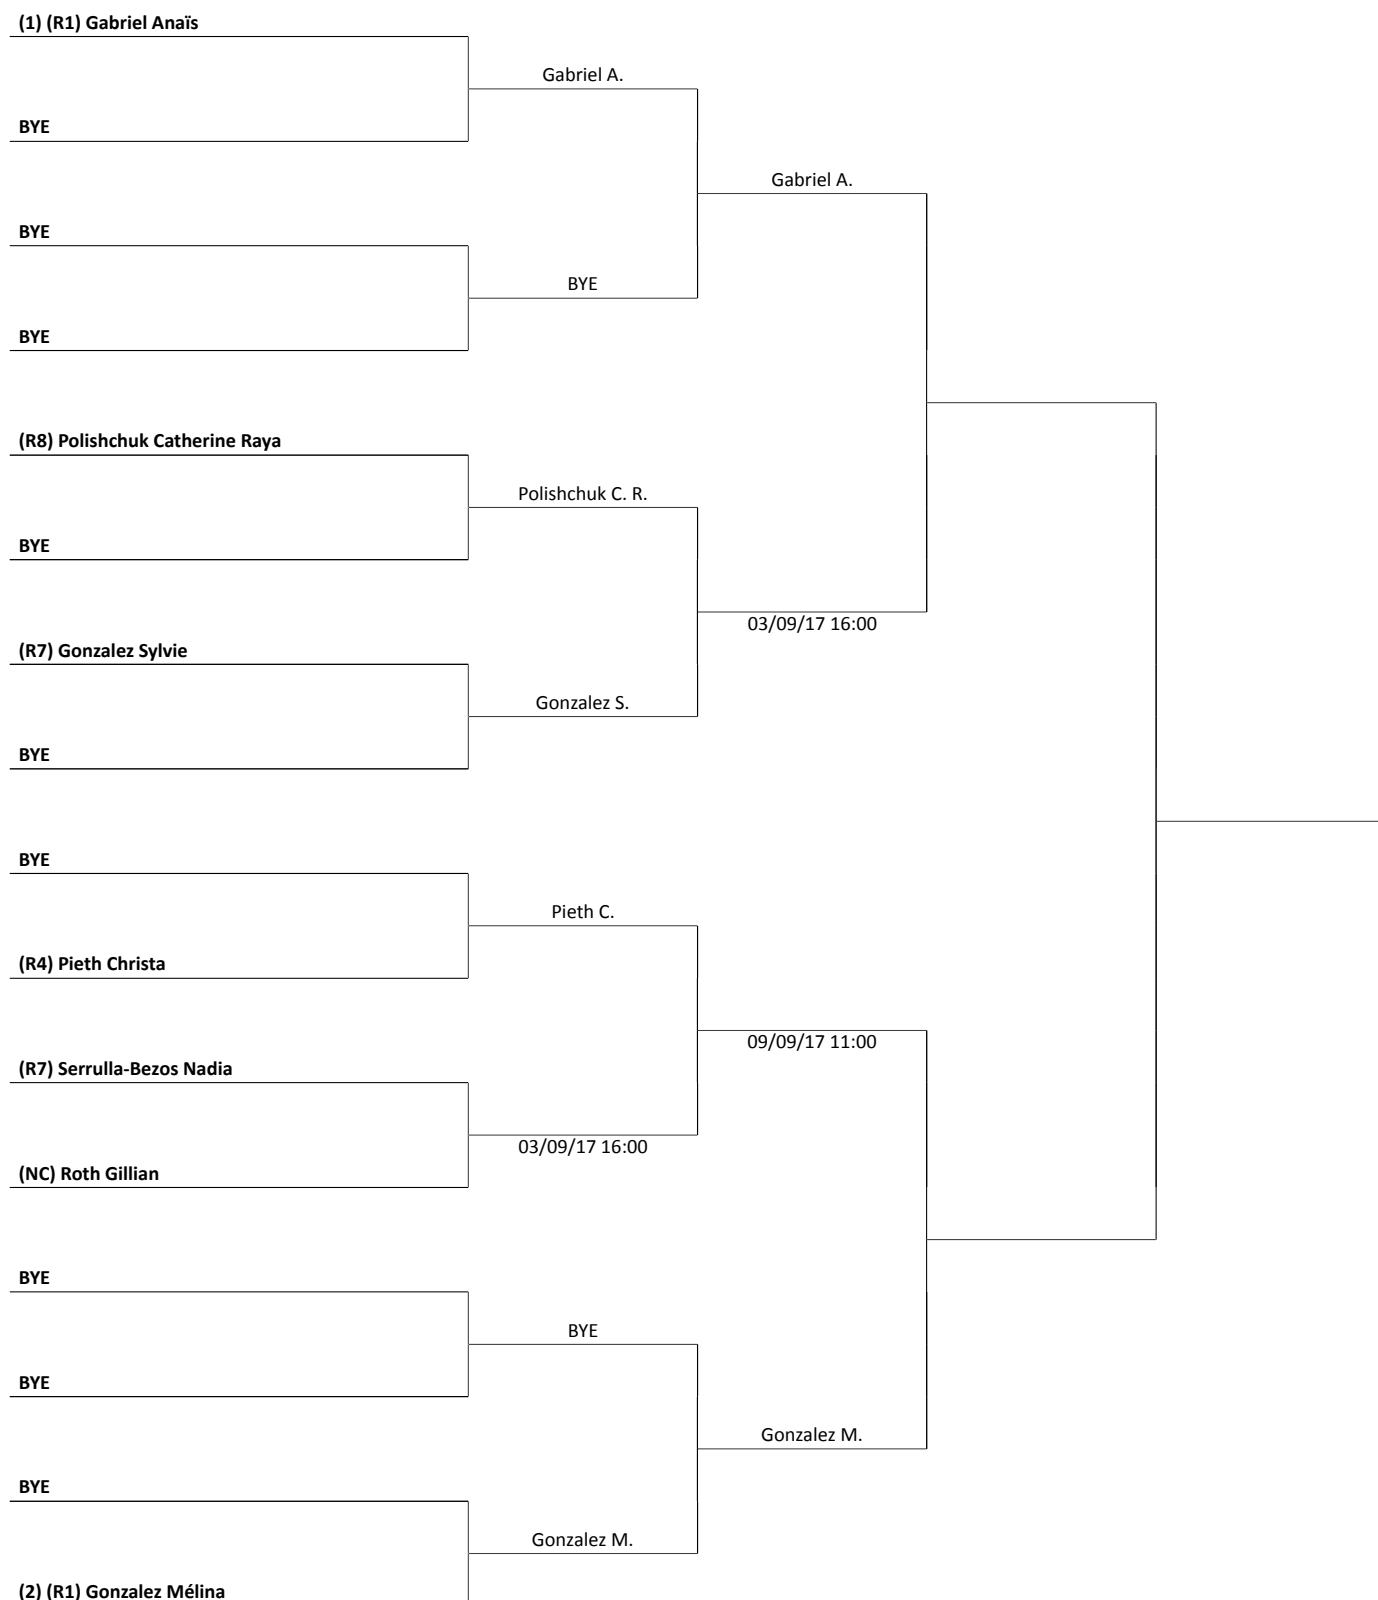 (1) (R1) Gabriel Anaïs
Gabriel A.
BYE
Gabriel A.
BYE
BYE
BYE
(R8) Polishchuk Catherine Raya
Polishchuk C. R.
BYE
03/09/17 16:00
(R7) Gonzalez Sylvie
Gonzalez S.
BYE
BYE
Pieth C.
(R4) Pieth Christa
09/09/17 11:00
(R7) Serrulla-Bezos Nadia
03/09/17 16:00
(NC) Roth Gillian
BYE
BYE
BYE
Gonzalez M.
BYE
Gonzalez M.
(2) (R1) Gonzalez Mélina